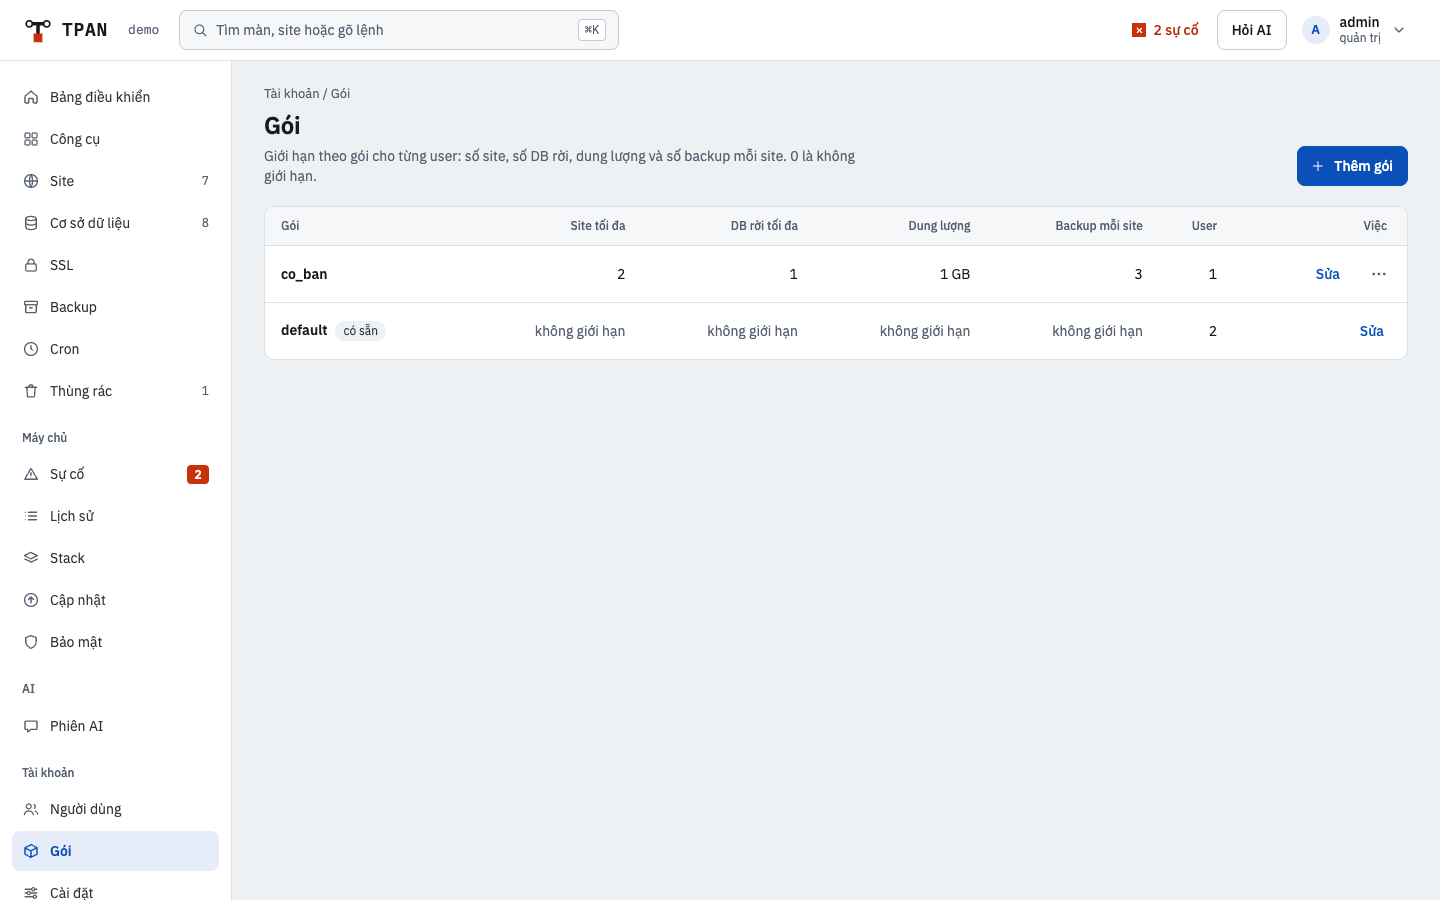 TPAN demo Tìm màn, site hoặc gõ lệnh ⌘K 2 sự cố Hỏi AI A admin
quản trị
Bảng điều khiển
Công cụ
Site 7
Cơ sở dữ liệu 8
SSL
Backup
Cron
Thùng rác 1
Máy chủ
Sự cố 2
Lịch sử
Stack
Cập nhật
Bảo mật
AI
Phiên AI
Tài khoản
Người dùng
Gói
Cài đặt
Tài khoản / Gói
Gói
Giới hạn theo gói cho từng user: số site, số DB rời, dung lượng và số backup mỗi site. 0 là không
giới hạn.
Thêm gói
Gói Site tối đa DB rời tối đa Dung lượng Backup mỗi site User Việc
co_ban 2 1 1 GB 3 1 Sửa ···
default có sẵn không giới hạn không giới hạn không giới hạn không giới hạn 2 Sửa